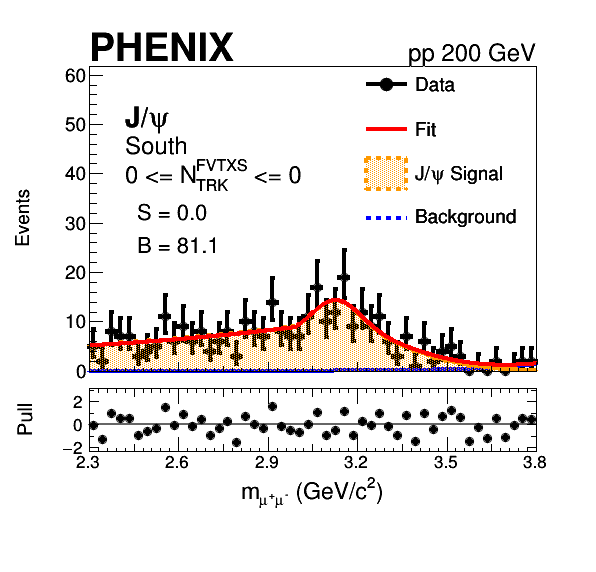 PHENIX pp 200 GeV
60
50
40
30
20
10
0
Events
J/ψ
South
0 <= N_TRK^FVTXS <= 0
S = 0.0
B = 81.1
Data
Fit
J/ψ Signal
Background
2
0
−2
Pull
2.3 2.6 2.9 3.2 3.5 3.8
m_μ⁺μ⁻ (GeV/c²)